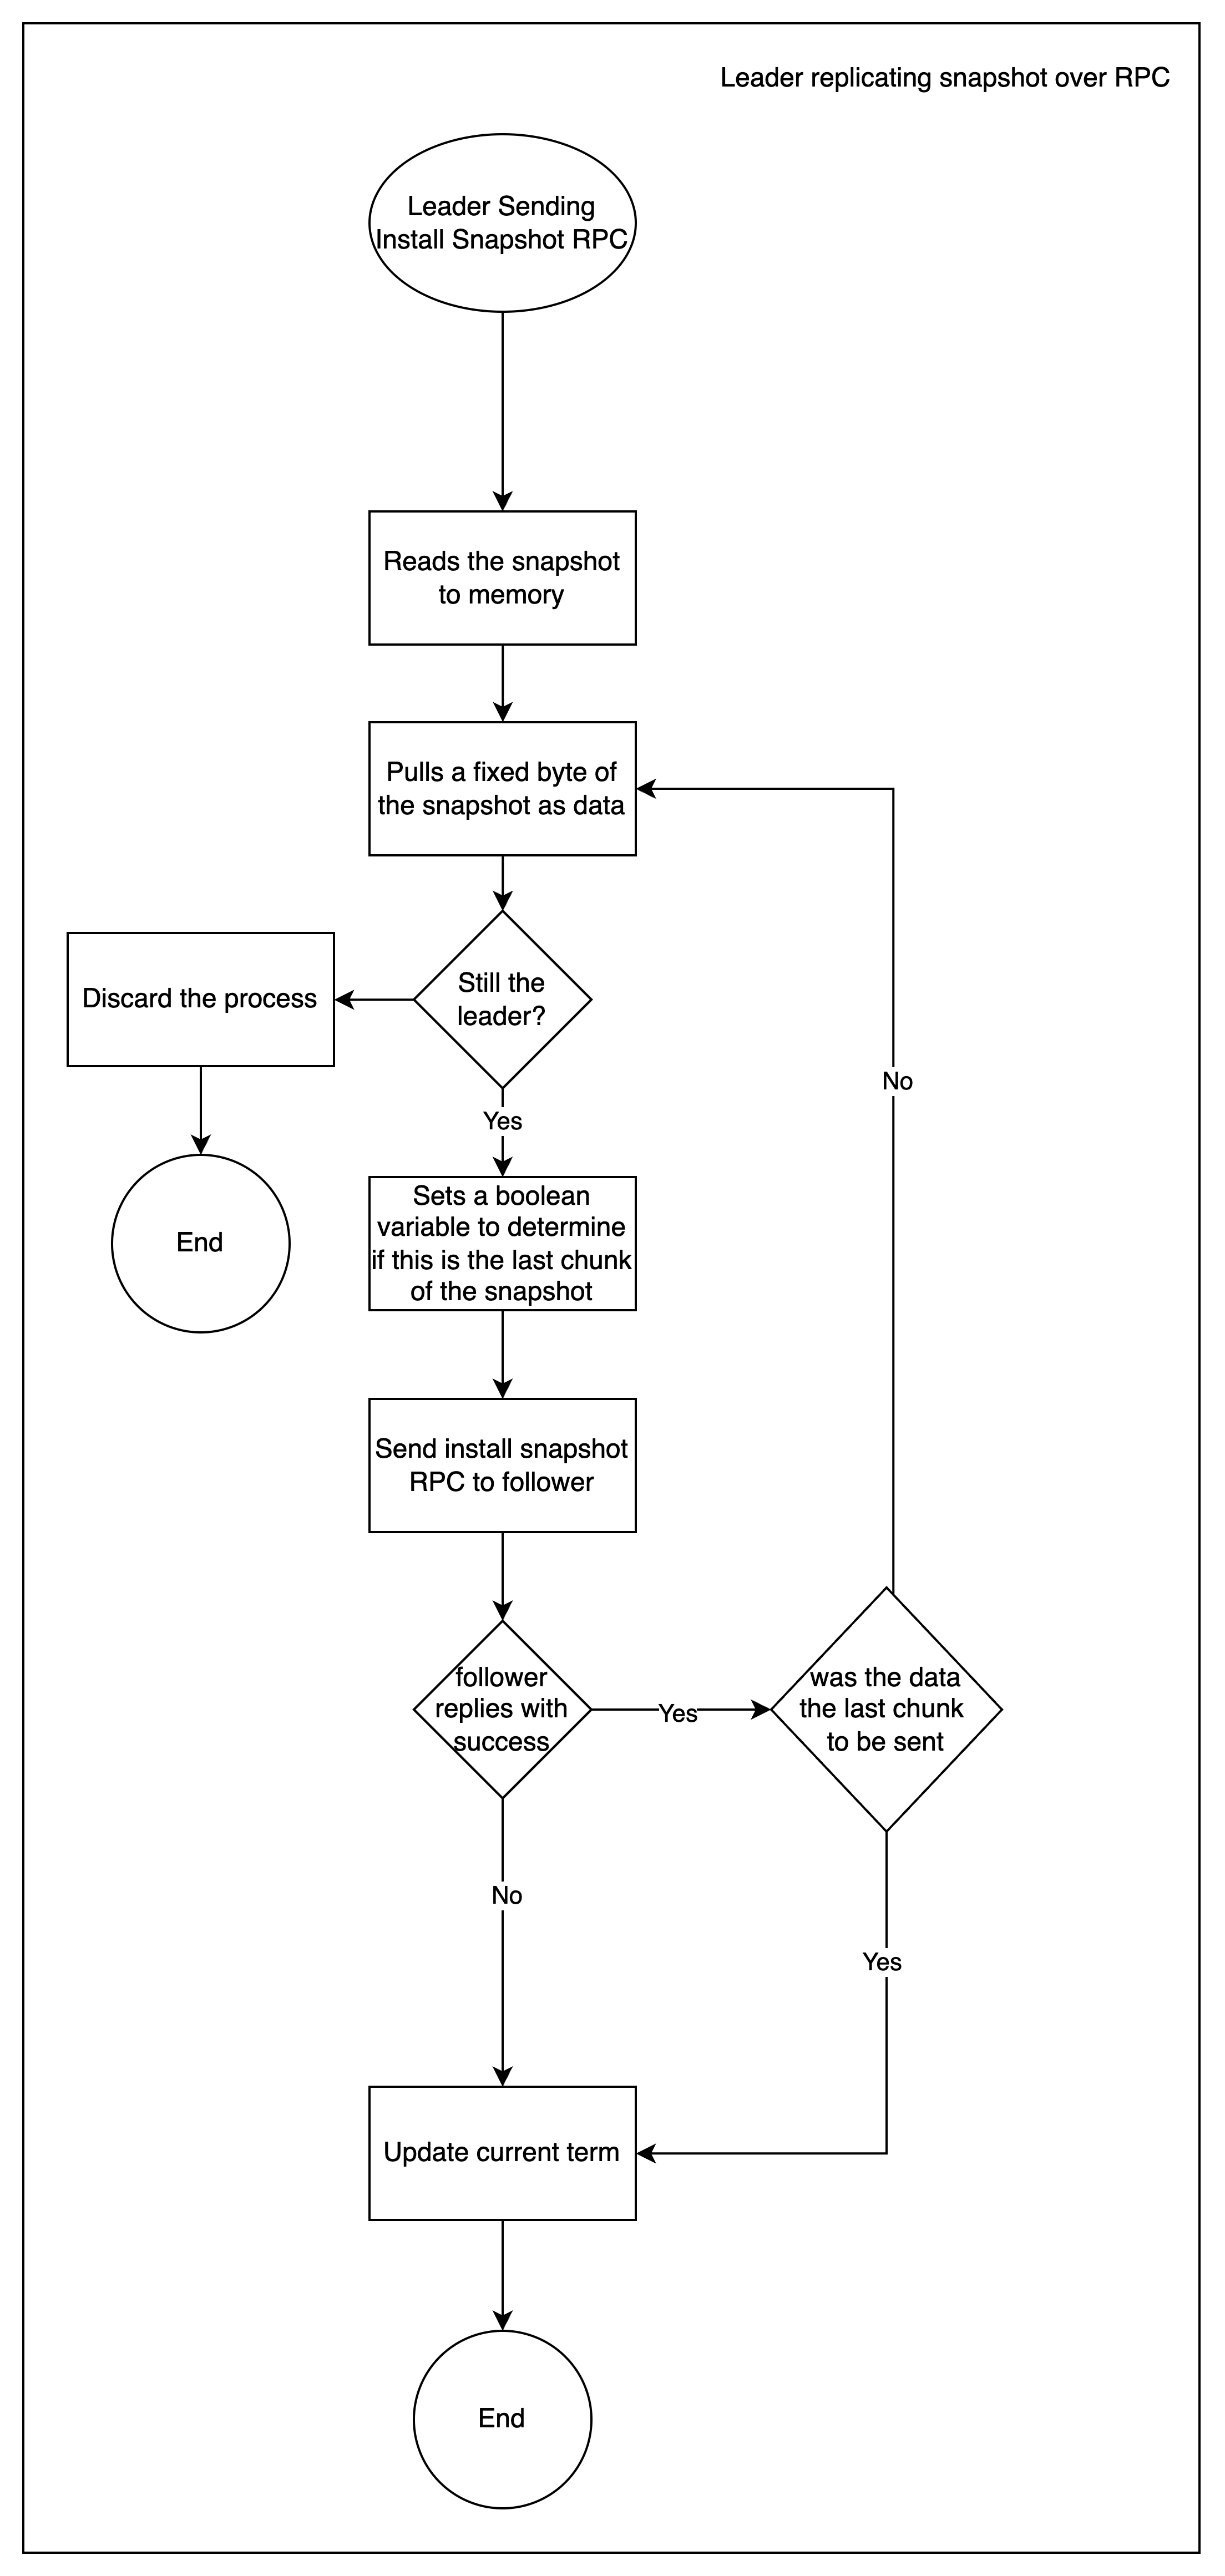 Leader replicating snapshot over RPC
Leader Sending
Install Snapshot RPC
Reads the snapshot
to memory
Pulls a fixed byte of
the snapshot as data
Still the
leader?
Discard the process
No
Yes
End
Sets a boolean
variable to determine
if this is the last chunk
of the snapshot
Send install snapshot
RPC to follower
follower
replies with
success
Yes
was the data
the last chunk
to be sent
No
Yes
Update current term
End